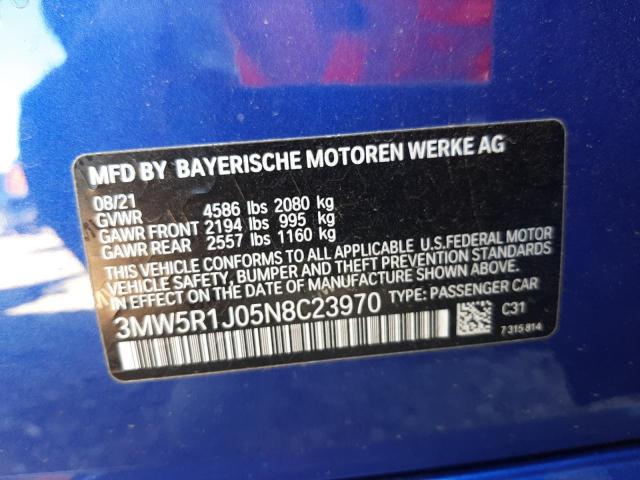 MFD BY BAYERISCHE MOTOREN WERKE AG
08/21
GVWR 4586 lbs 2080 kg
GAWR FRONT 2194 lbs 995 kg
GAWR REAR 2557 lbs 1160 kg
THIS VEHICLE CONFORMS TO ALL APPLICABLE U.S.FEDERAL MOTOR
VEHICLE SAFETY, BUMPER AND THEFT PREVENTION STANDARDS
IN EFFECT ON THE DATE OF MANUFACTURE SHOWN ABOVE.
3MW5R1J05N8C23970 TYPE: PASSENGER CAR
C31
7 315 814